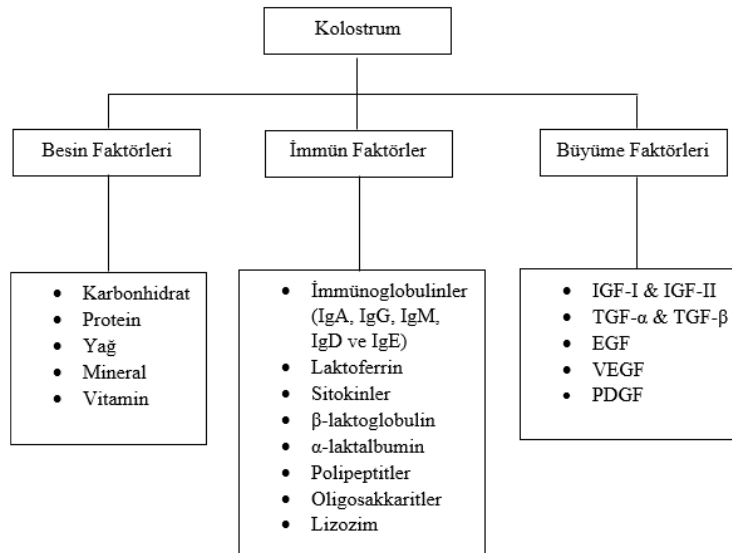 Kolostrum
Besin Faktörleri
İmmün Faktörler
Büyüme Faktörleri
• Karbonhidrat
• Protein
• Yağ
• Mineral
• Vitamin
• İmmünoglobulinler
(IgA, IgG, IgM,
IgD ve IgE)
• Laktoferrin
• Sitokinler
• β-laktoglobulin
• α-laktalbumin
• Polipeptitler
• Oligosakkaritler
• Lizozim
• IGF-I & IGF-II
• TGF-α & TGF-β
• EGF
• VEGF
• PDGF